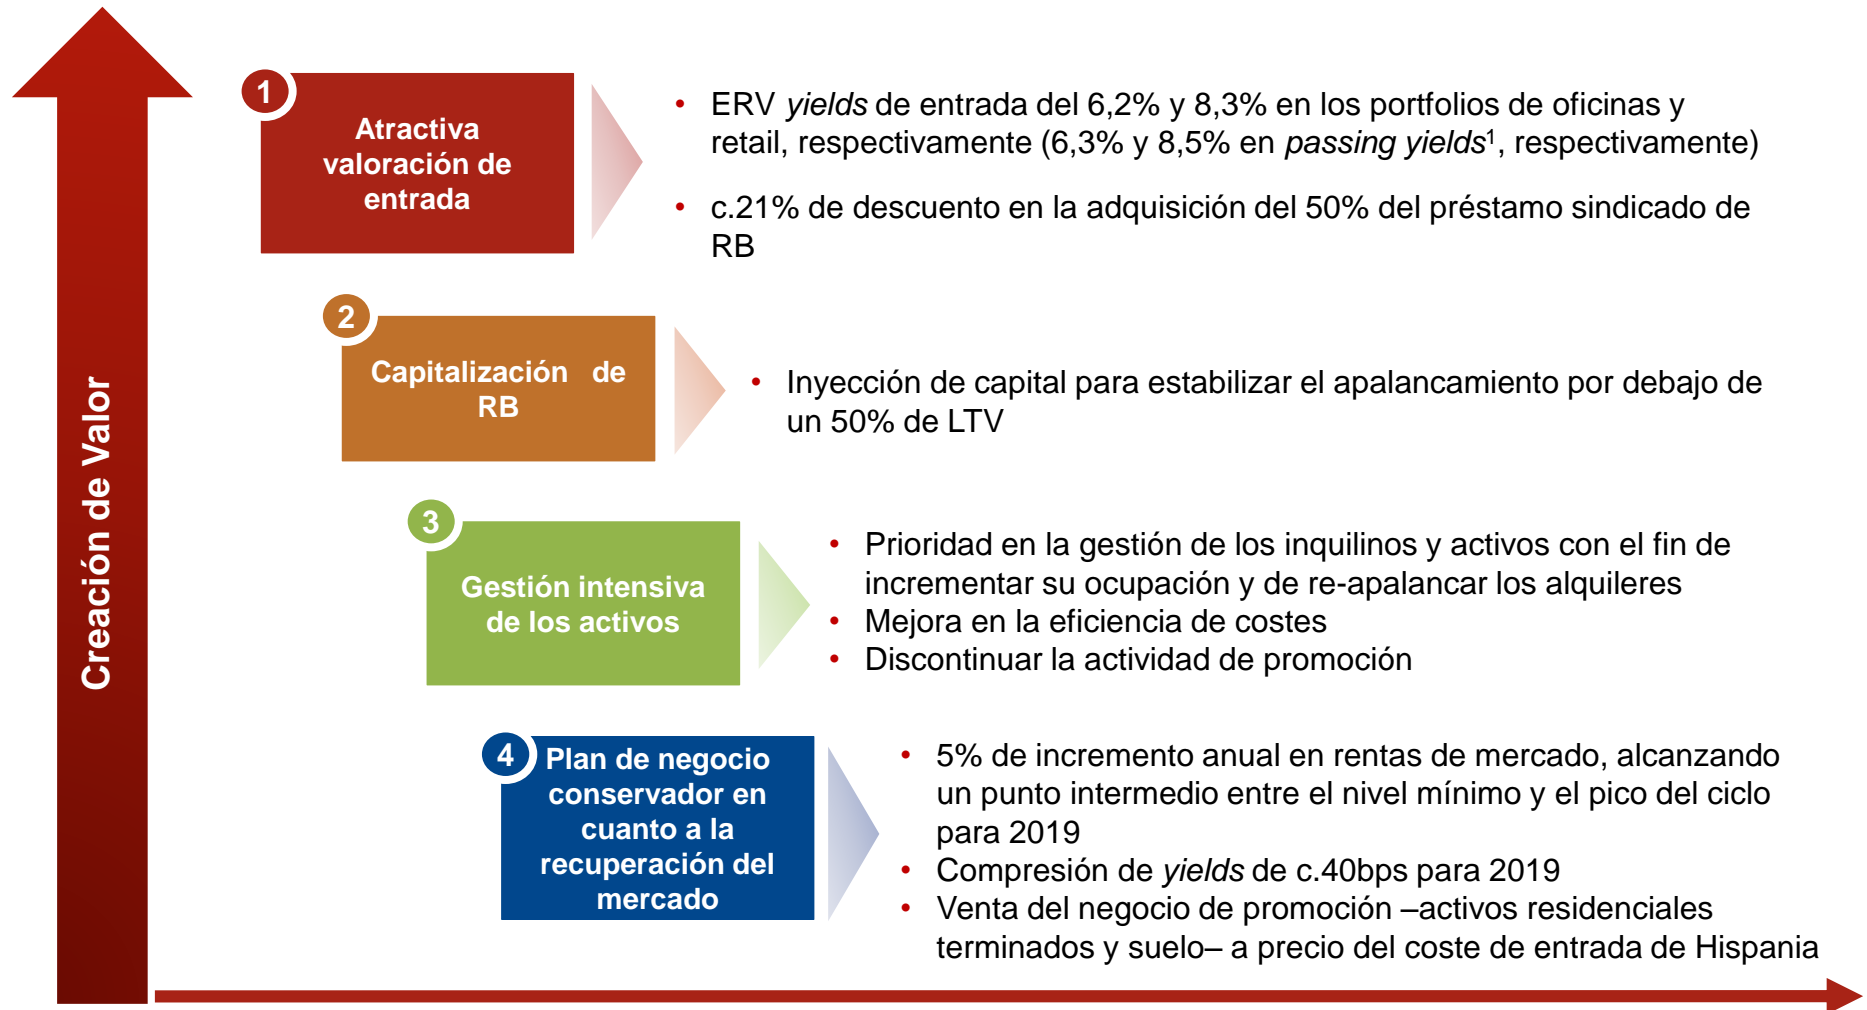 Creación de Valor
1
Atractiva
valoración de
entrada
• ERV yields de entrada del 6,2% y 8,3% en los portfolios de oficinas y
retail, respectivamente (6,3% y 8,5% en passing yields¹, respectivamente)
• c.21% de descuento en la adquisición del 50% del préstamo sindicado de
RB
2
Capitalización de
RB
• Inyección de capital para estabilizar el apalancamiento por debajo de
un 50% de LTV
3
Gestión intensiva
de los activos
• Prioridad en la gestión de los inquilinos y activos con el fin de
incrementar su ocupación y de re-apalancar los alquileres
• Mejora en la eficiencia de costes
• Discontinuar la actividad de promoción
4
Plan de negocio
conservador en
cuanto a la
recuperación del
mercado
• 5% de incremento anual en rentas de mercado, alcanzando
un punto intermedio entre el nivel mínimo y el pico del ciclo
para 2019
• Compresión de yields de c.40bps para 2019
• Venta del negocio de promoción –activos residenciales
terminados y suelo– a precio del coste de entrada de Hispania